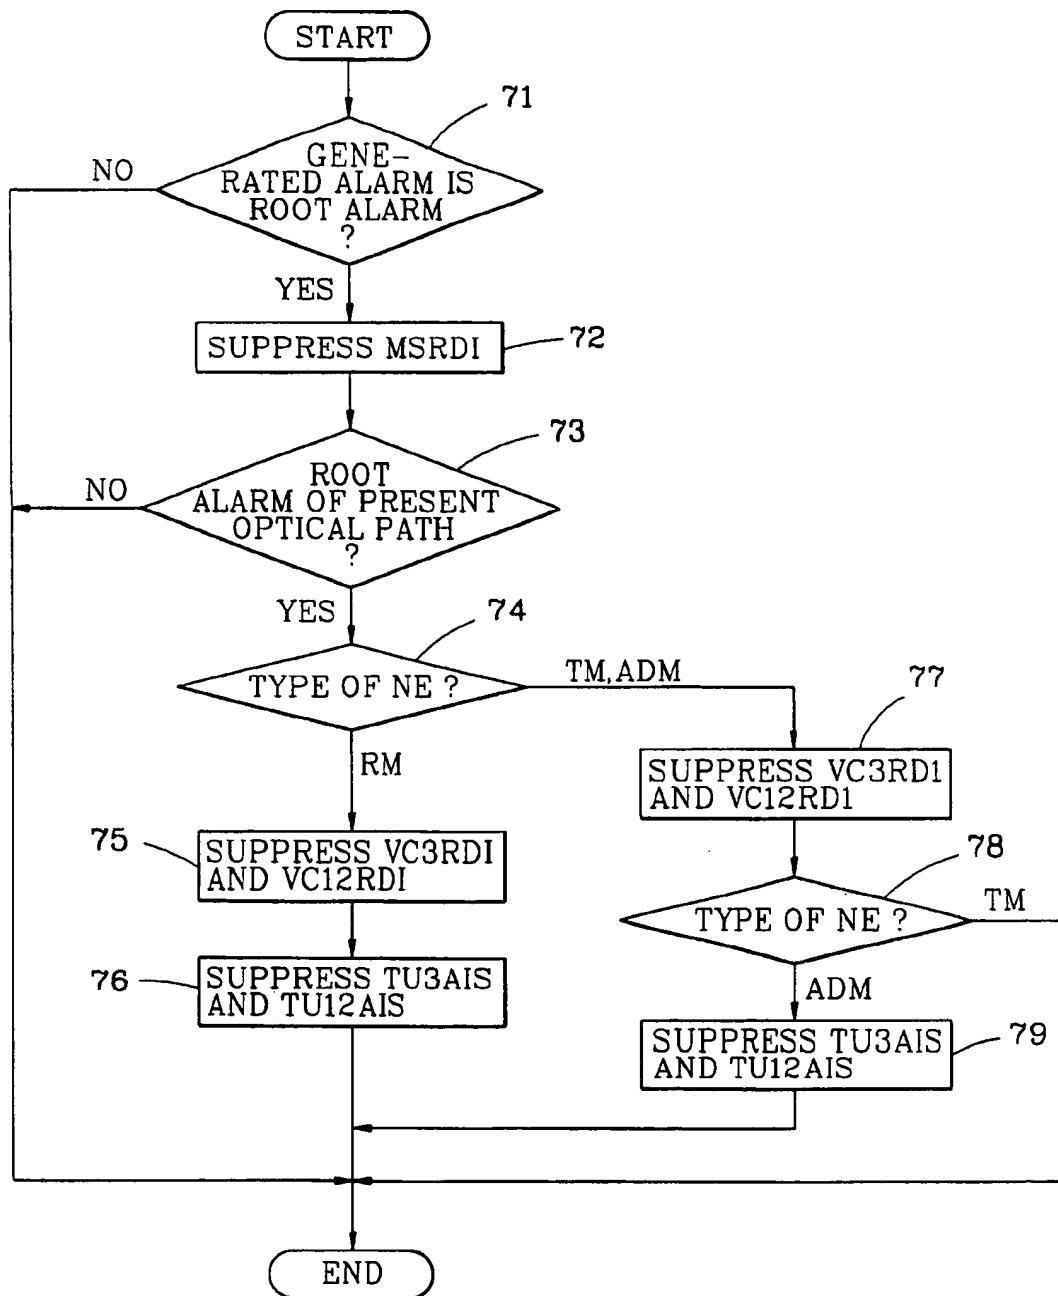 START
71
GENE-
RATED ALARM IS
ROOT ALARM
?
NO
YES
SUPPRESS MSRDI
72
73
ROOT
ALARM OF PRESENT
OPTICAL PATH
?
NO
YES
74
TYPE OF NE ?
TM,ADM
77
RM
SUPPRESS VC3RD1
AND VC12RD1
75
SUPPRESS VC3RDI
AND VC12RDI
78
TYPE OF NE ?
TM
76
SUPPRESS TU3AIS
AND TU12AIS
ADM
SUPPRESS TU3AIS
AND TU12AIS
79
END